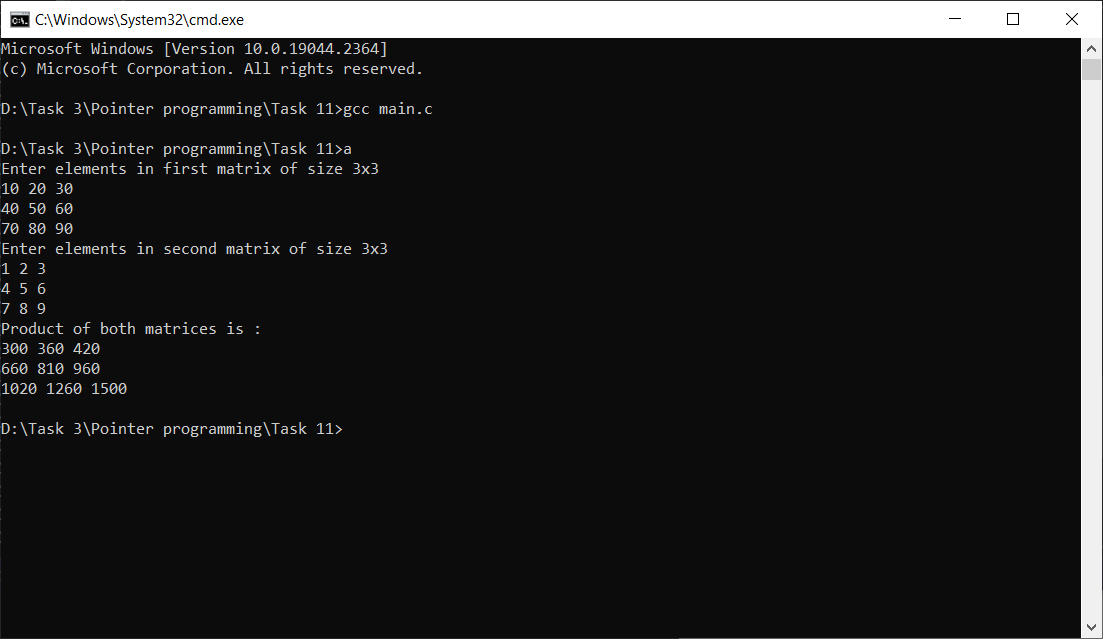 C:\Windows\System32\cmd.exe
Microsoft Windows [Version 10.0.19044.2364]
(c) Microsoft Corporation. All rights reserved.
D:\Task 3\Pointer programming\Task 11>gcc main.c
D:\Task 3\Pointer programming\Task 11>a
Enter elements in first matrix of size 3x3
10 20 30
40 50 60
70 80 90
Enter elements in second matrix of size 3x3
1 2 3
4 5 6
7 8 9
Product of both matrices is :
300 360 420
660 810 960
1020 1260 1500
D:\Task 3\Pointer programming\Task 11>